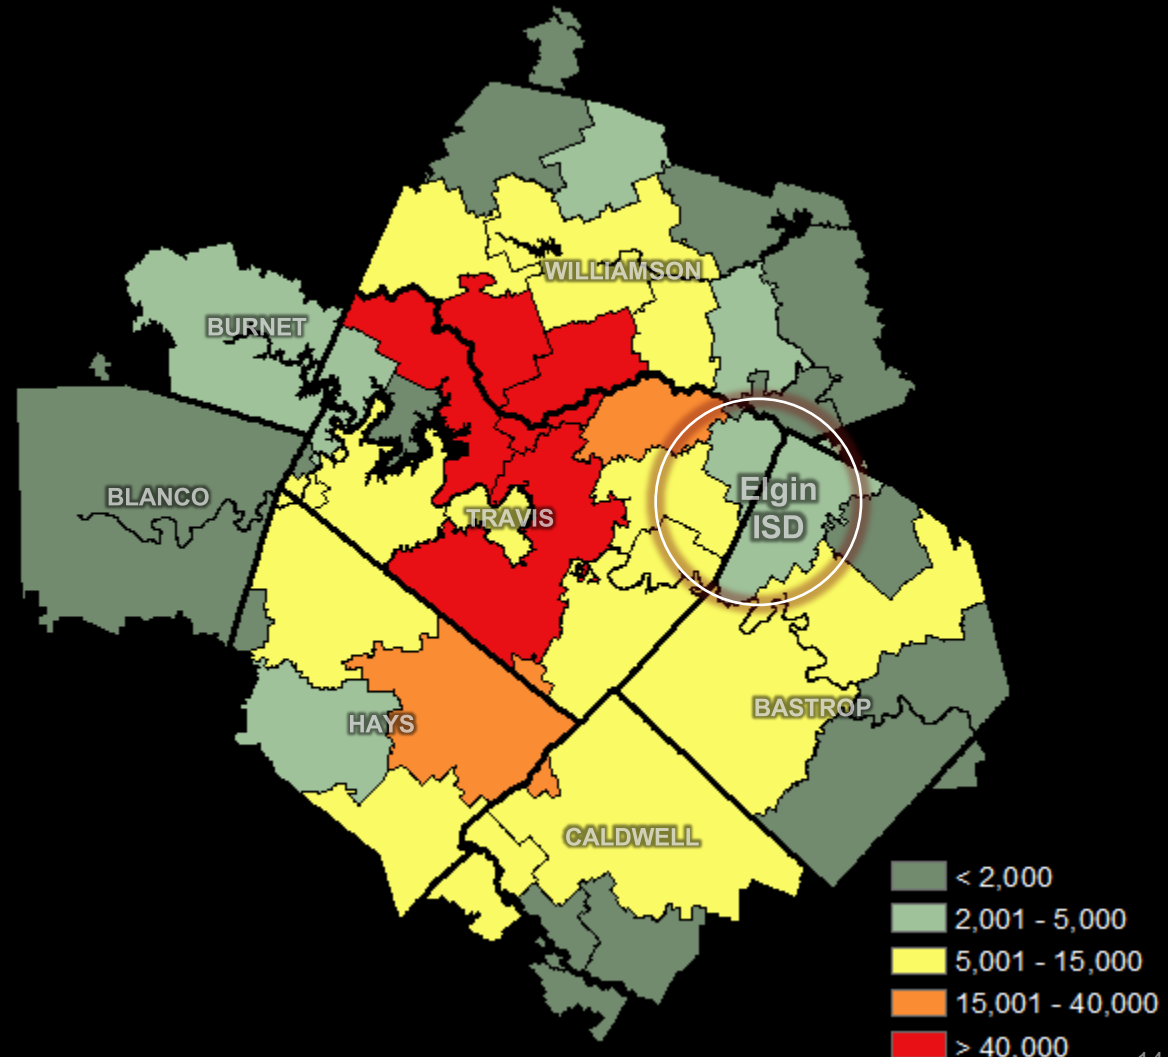 WILLIAMSON
BURNET
Elgin
ISD
BLANCO
TRAVIS
BASTROP
HAYS
CALDWELL
< 2,000
2,001 - 5,000
5,001 - 15,000
15,001 - 40,000
> 40,000